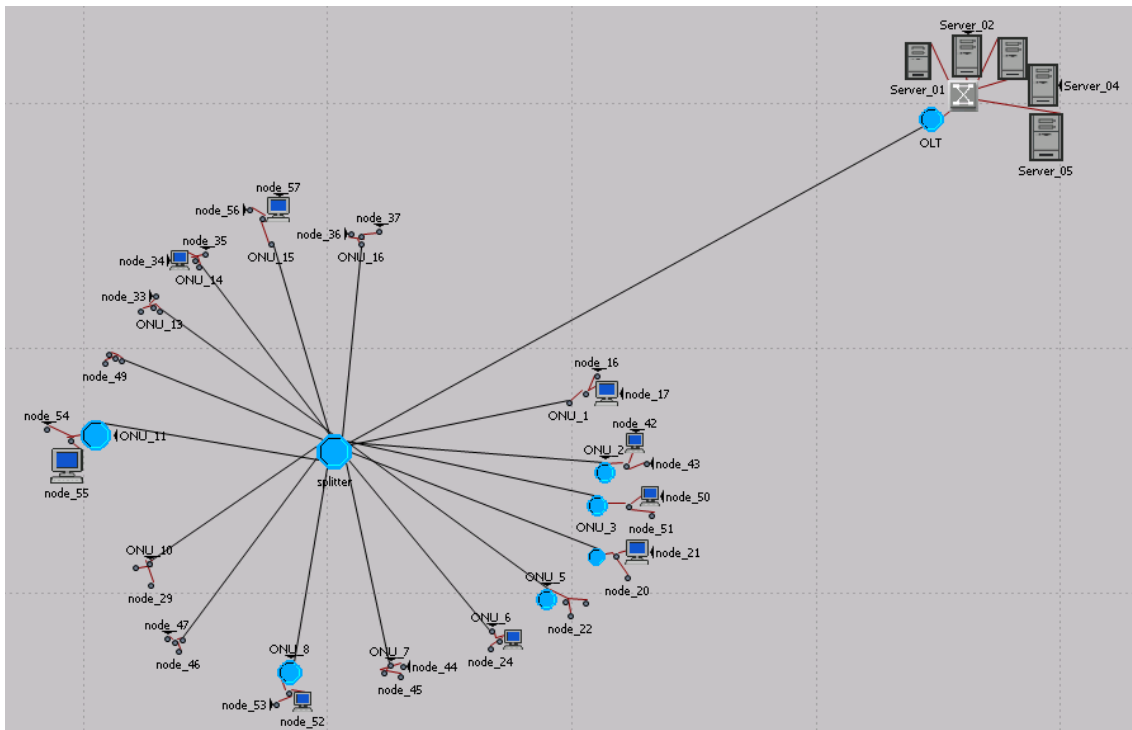 Server_02
Server_01
Server_04
OLT
Server_05
node_57
node_56
node_37
node_36
node_35
ONU_15
ONU_16
node_34
ONU_14
node_33
ONU_13
node_49
node_16
node_17
ONU_1
node_54
node_42
ONU_11
ONU_2
node_43
splitter
node_55
node_50
ONU_3
node_51
ONU_10
node_21
ONU_5
node_20
node_29
ONU_6
node_22
node_47
node_46
ONU_8
ONU_7
node_24
node_44
node_45
node_53
node_52